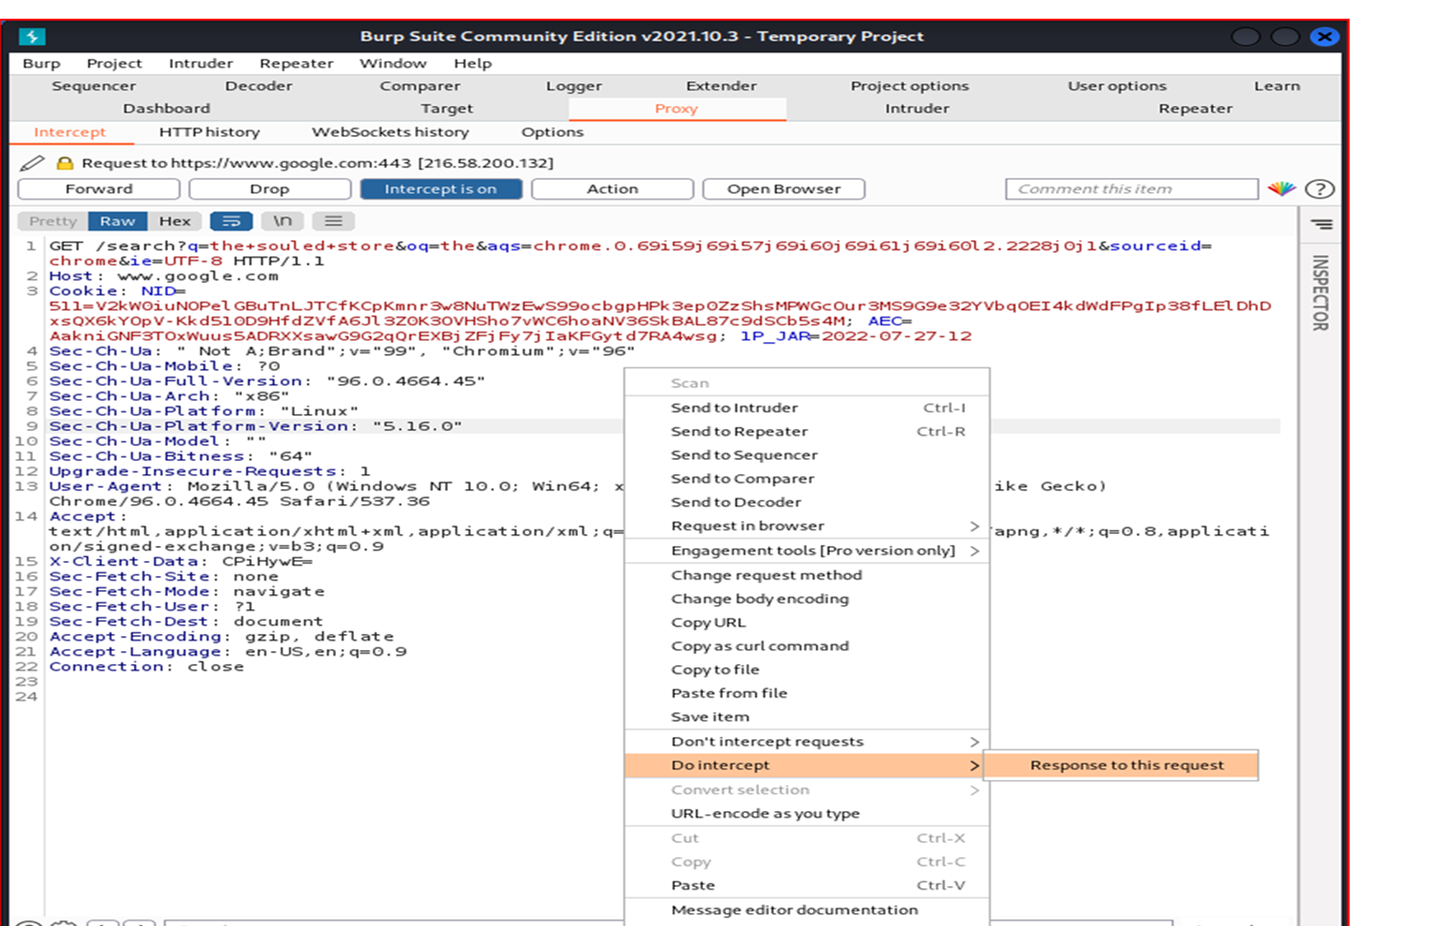 Burp Suite Community Edition v2021.10.3 - Temporary Project
Burp Project Intruder Repeater Window Help
Sequencer Decoder Comparer Logger Extender Project options User options Learn
Dashboard Target Proxy Intruder Repeater
Intercept HTTP history WebSockets history Options
Request to https://www.google.com:443 [216.58.200.132]
Forward Drop Intercept is on Action Open Browser Comment this item ?
Pretty Raw Hex \n
INSPECTOR
1 GET /search?q=the+souled+store&oq=the&aqs=chrome.0.69i59j69i57j69i60j69i61j69i60l2.2228j0j1&sourceid=
chrome&ie=UTF-8 HTTP/1.1
2 Host: www.google.com
3 Cookie: NID=
511=V2kW0iuN0PelGBuTnLJTCfKCpKmnr3w8NuTWzEwS99ocbgpHPk3ep0ZzShsMPWGcOur3MS9G9e32YVbq0EI4kdWdFPgIp38fLElDhD
xsQX6kY0pV-Kkd510D9HfdZVfA6Jl3Z0K30VHSho7vWC6hoaNV36SkBAL87c9dSCb5s4M; AEC=
AakniGNF3TOxWuus5ADRXXsawG9G2qQrEXBjZFjFy7jIaKFGytd7RA4wsg; 1P_JAR=2022-07-27-12
4 Sec-Ch-Ua: " Not A;Brand";v="99", "Chromium";v="96"
5 Sec-Ch-Ua-Mobile: ?0
6 Sec-Ch-Ua-Full-Version: "96.0.4664.45"
7 Sec-Ch-Ua-Arch: "x86"
8 Sec-Ch-Ua-Platform: "Linux"
9 Sec-Ch-Ua-Platform-Version: "5.16.0"
10 Sec-Ch-Ua-Model: ""
11 Sec-Ch-Ua-Bitness: "64"
12 Upgrade-Insecure-Requests: 1
13 User-Agent: Mozilla/5.0 (Windows NT 10.0; Win64; x ike Gecko)
Chrome/96.0.4664.45 Safari/537.36
14 Accept:
text/html,application/xhtml+xml,application/xml;q= apng,*/*;q=0.8,applicati
on/signed-exchange;v=b3;q=0.9
15 X-Client-Data: CPiHywE=
16 Sec-Fetch-Site: none
17 Sec-Fetch-Mode: navigate
18 Sec-Fetch-User: ?1
19 Sec-Fetch-Dest: document
20 Accept-Encoding: gzip, deflate
21 Accept-Language: en-US,en;q=0.9
22 Connection: close
23
24
Scan
Send to Intruder Ctrl-I
Send to Repeater Ctrl-R
Send to Sequencer
Send to Comparer
Send to Decoder
Request in browser >
Engagement tools [Pro version only] >
Change request method
Change body encoding
Copy URL
Copy as curl command
Copy to file
Paste from file
Save item
Don't intercept requests >
Do intercept > Response to this request
Convert selection >
URL-encode as you type
Cut Ctrl-X
Copy Ctrl-C
Paste Ctrl-V
Message editor documentation